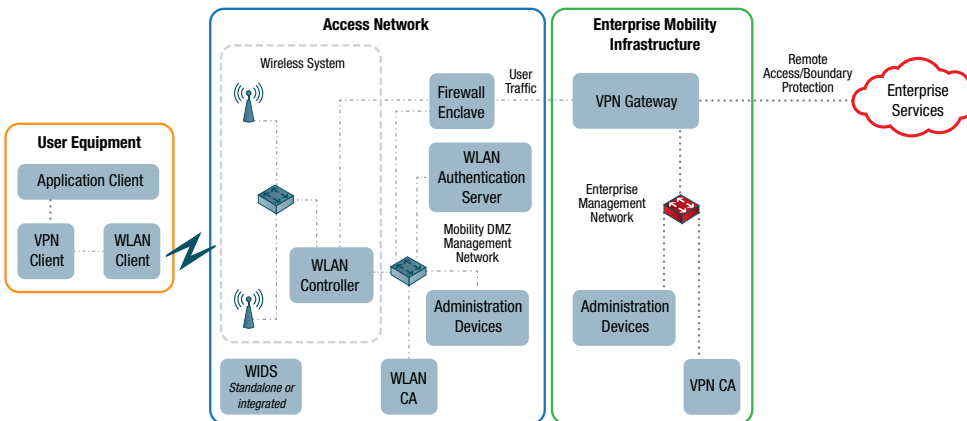 User Equipment
Application Client
VPN
Client
WLAN
Client
Access Network
Wireless System
WLAN
Controller
Firewall
Enclave
User
Traffic
WLAN
Authentication
Server
Mobility DMZ
Management
Network
Administration
Devices
WIDS
Standalone or
integrated
WLAN
CA
Enterprise Mobility
Infrastructure
VPN Gateway
Enterprise
Management
Network
Administration
Devices
VPN CA
Remote
Access/Boundary
Protection
Enterprise
Services